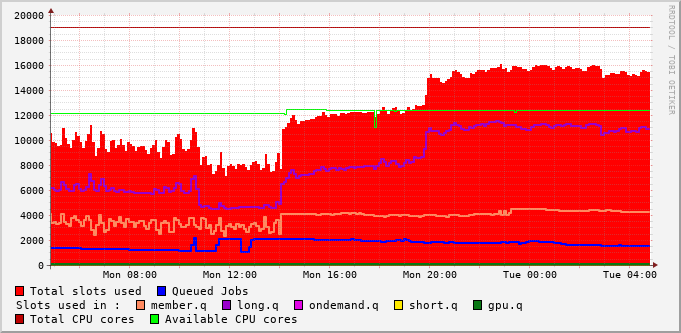 20000
18000
16000
14000
12000
10000
8000
6000
4000
2000
0
Mon 08:00 Mon 12:00 Mon 16:00 Mon 20:00 Tue 00:00 Tue 04:00
RRDTOOL / TOBI OETIKER
Total slots used Queued Jobs
Slots used in : member.q long.q ondemand.q short.q gpu.q
Total CPU cores Available CPU cores